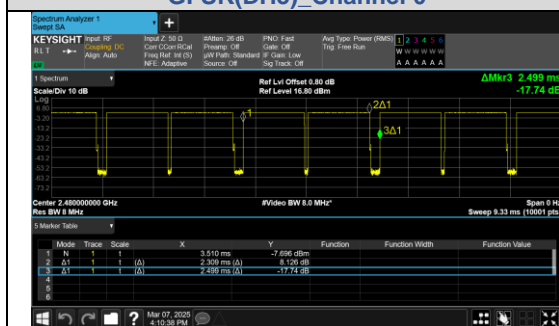 Spectrum Analyzer 1
Swept SA
KEYSIGHT Input: RF Input Z: 50 Ω #Atten: 26 dB PNO: Fast Avg Type: Power (RMS) 1 2 3 4 5 6
RLT Coupling: DC Corr CCorr RCal Preamp: Off Gate: Off Trig: Free Run W W W W W W
Align: Auto Freq Ref: Int (S) µW Path: Standard IF Gain: Low
NFE: Adaptive Source: Off Sig Track: Off A A A A A A
1 Spectrum Ref Lvl Offset 0.80 dB ΔMkr3 2.499 ms
Scale/Div 10 dB Ref Level 16.80 dBm -17.74 dB
Log
6.80
-3.20
-13.2
-23.2
-33.2
-43.2
-53.2
-63.2
-73.2
1
2Δ1
3Δ1
Center 2.480000000 GHz #Video BW 8.0 MHz* Span 0 Hz
Res BW 8 MHz Sweep 9.33 ms (10001 pts)
5 Marker Table
Mode Trace Scale X Y Function Function Width Function Value
1 N 1 t 3.510 ms -7.696 dBm
2 Δ1 1 t (Δ) 2.309 ms (Δ) 8.126 dB
3 Δ1 1 t (Δ) 2.499 ms (Δ) -17.74 dB
4
5
6
? Mar 07, 2025
4:10:38 PM